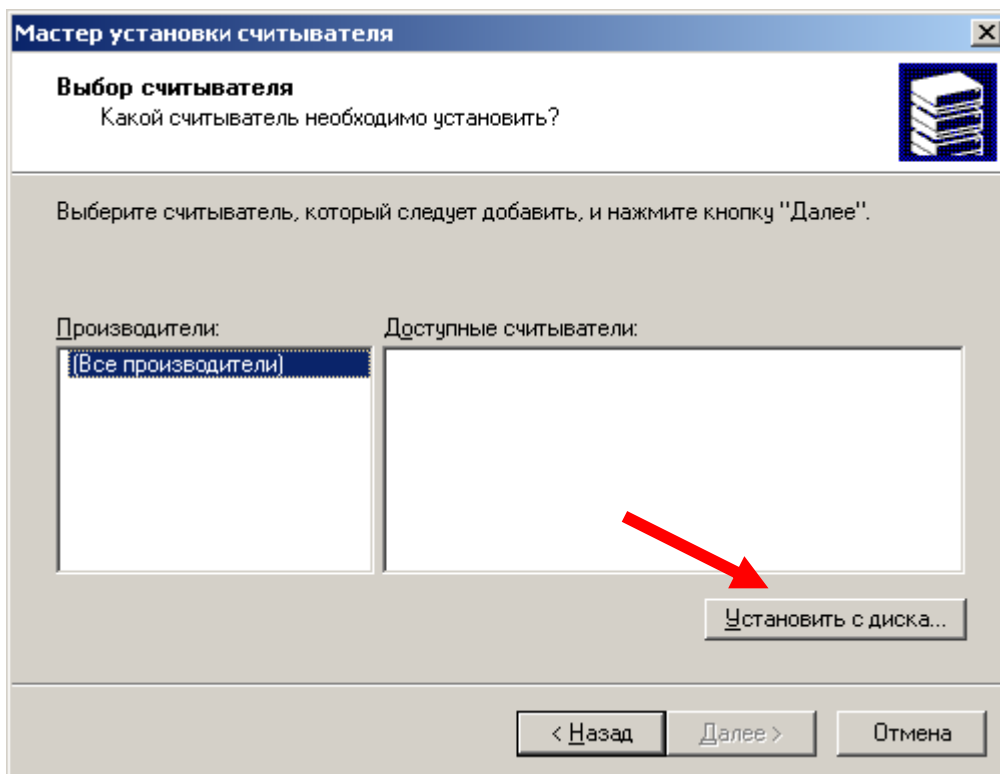 Мастер установки считывателя
Выбор считывателя
Какой считыватель необходимо установить?
Выберите считыватель, который следует добавить, и нажмите кнопку "Далее".
Производители:
Доступные считыватели:
(Все производители)
Установить с диска...
< Назад
Далее >
Отмена